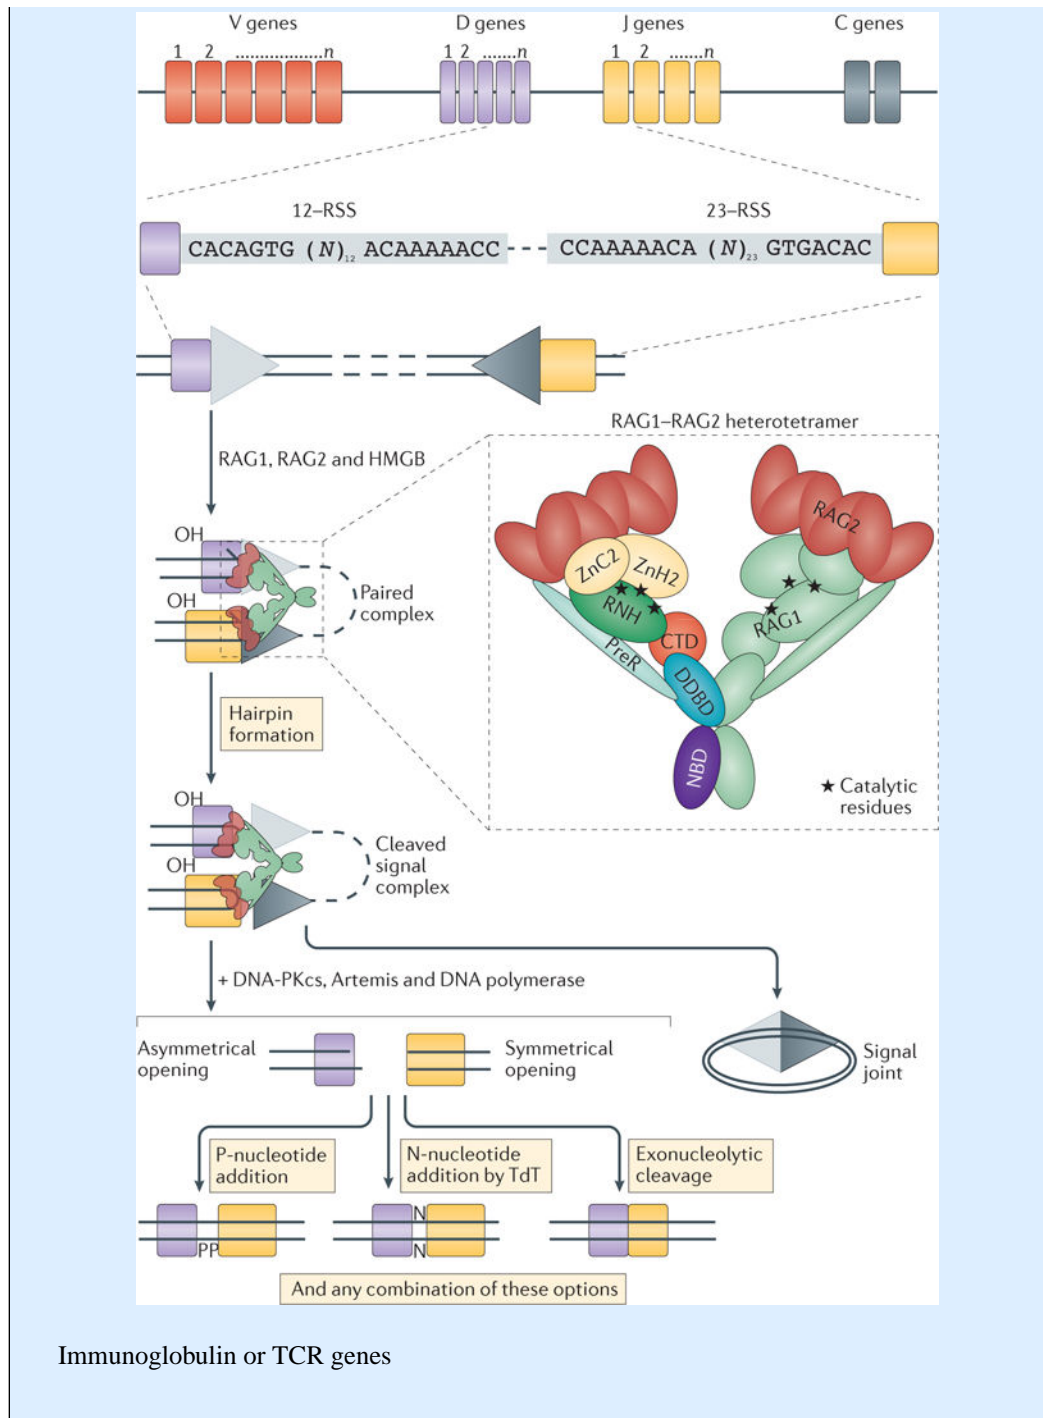 V genes
D genes
J genes
C genes
1 2 ..................n
1 2 .......n
1 2 .......n
12–RSS
23–RSS
CACAGTG (N)12 ACAAAAACC
CCAAAAACA (N)23 GTGACAC
RAG1–RAG2 heterotetramer
RAG1, RAG2 and HMGB
OH
OH
Paired
complex
RAG2
ZnC2
ZnH2
RNH
RAG1
CTD
PreR
DDBD
NBD
★ Catalytic
residues
Hairpin
formation
OH
OH
Cleaved
signal
complex
+ DNA-PKcs, Artemis and DNA polymerase
Asymmetrical
opening
Symmetrical
opening
Signal
joint
P-nucleotide
addition
N-nucleotide
addition by TdT
Exonucleolytic
cleavage
PP
N
N
And any combination of these options
Immunoglobulin or TCR genes